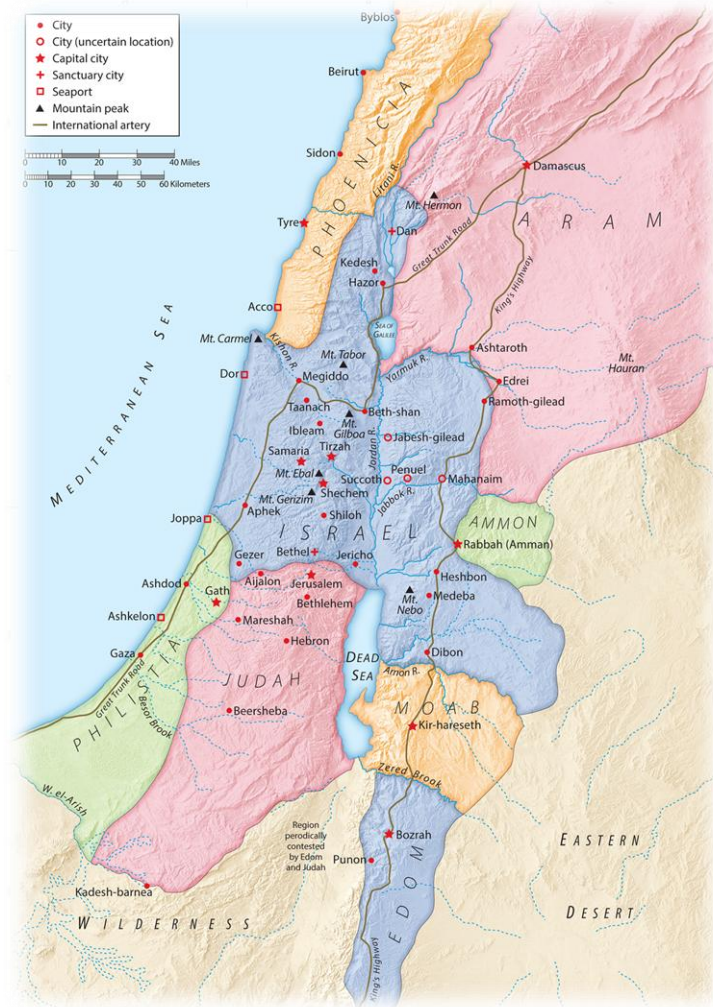 City
City (uncertain location)
Capital city
Sanctuary city
Seaport
Mountain peak
International artery
0 10 20 30 40 Miles
0 10 20 30 40 50 60 Kilometers
Byblos
Beirut
PHOENICIA
Sidon
Litani R.
Damascus
Mt. Hermon
Tyre
Dan
ARAM
Great Trunk Road
Kedesh
Hazor
King's Highway
Acco
SEA OF
GALILEE
Mt. Carmel
Kishon R.
Mt. Tabor
Ashtaroth
Mt.
Hauran
MEDITERRANEAN SEA
Dor
Megiddo
Yarmuk R.
Edrei
Taanach
Beth-shan
Ramoth-gilead
Ibleam
Mt.
Gilboa
Jordan R.
Jabesh-gilead
Samaria
Tirzah
Mt. Ebal
Penuel
Succoth
Mahanaim
Shechem
Mt. Gerizim
Jabbok R.
Aphek
Shiloh
Joppa
ISRAEL
AMMON
Rabbah (Amman)
Gezer
Bethel
Jericho
Ashdod
Aijalon
Jerusalem
Heshbon
Gath
Mt.
Nebo
Medeba
Bethlehem
Ashkelon
Mareshah
Hebron
Gaza
DEAD
SEA
Dibon
Great Trunk Road
PHILISTIA
Besor Brook
JUDAH
Arnon R.
MOAB
Beersheba
Kir-hareseth
Zered Brook
W. el-Arish
Region
periodically
contested
by Edom
and Judah
Bozrah
Punon
EASTERN
DESERT
Kadesh-barnea
WILDERNESS
EDOM
King's Highway